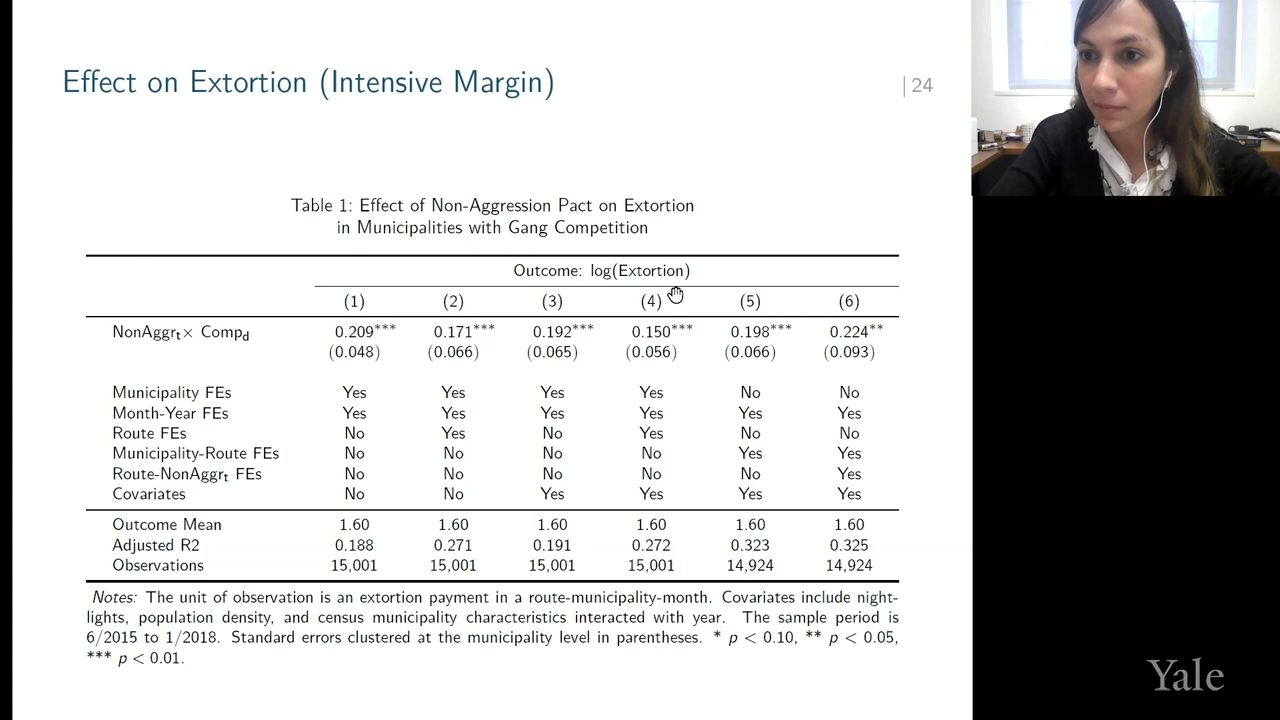 Effect on Extortion (Intensive Margin)
| 24
Table 1: Effect of Non-Aggression Pact on Extortion
in Municipalities with Gang Competition
Outcome: log(Extortion)
(1) (2) (3) (4) (5) (6)
NonAggrt× Compd 0.209*** 0.171*** 0.192*** 0.150*** 0.198*** 0.224**
(0.048) (0.066) (0.065) (0.056) (0.066) (0.093)
Municipality FEs Yes Yes Yes Yes No No
Month-Year FEs Yes Yes Yes Yes Yes Yes
Route FEs No Yes No Yes No No
Municipality-Route FEs No No No No Yes Yes
Route-NonAggrt FEs No No No No No Yes
Covariates No No Yes Yes Yes Yes
Outcome Mean 1.60 1.60 1.60 1.60 1.60 1.60
Adjusted R2 0.188 0.271 0.191 0.272 0.323 0.325
Observations 15,001 15,001 15,001 15,001 14,924 14,924
Notes: The unit of observation is an extortion payment in a route-municipality-month. Covariates include night-
lights, population density, and census municipality characteristics interacted with year. The sample period is
6/2015 to 1/2018. Standard errors clustered at the municipality level in parentheses. * p < 0.10, ** p < 0.05,
*** p < 0.01.
Yale